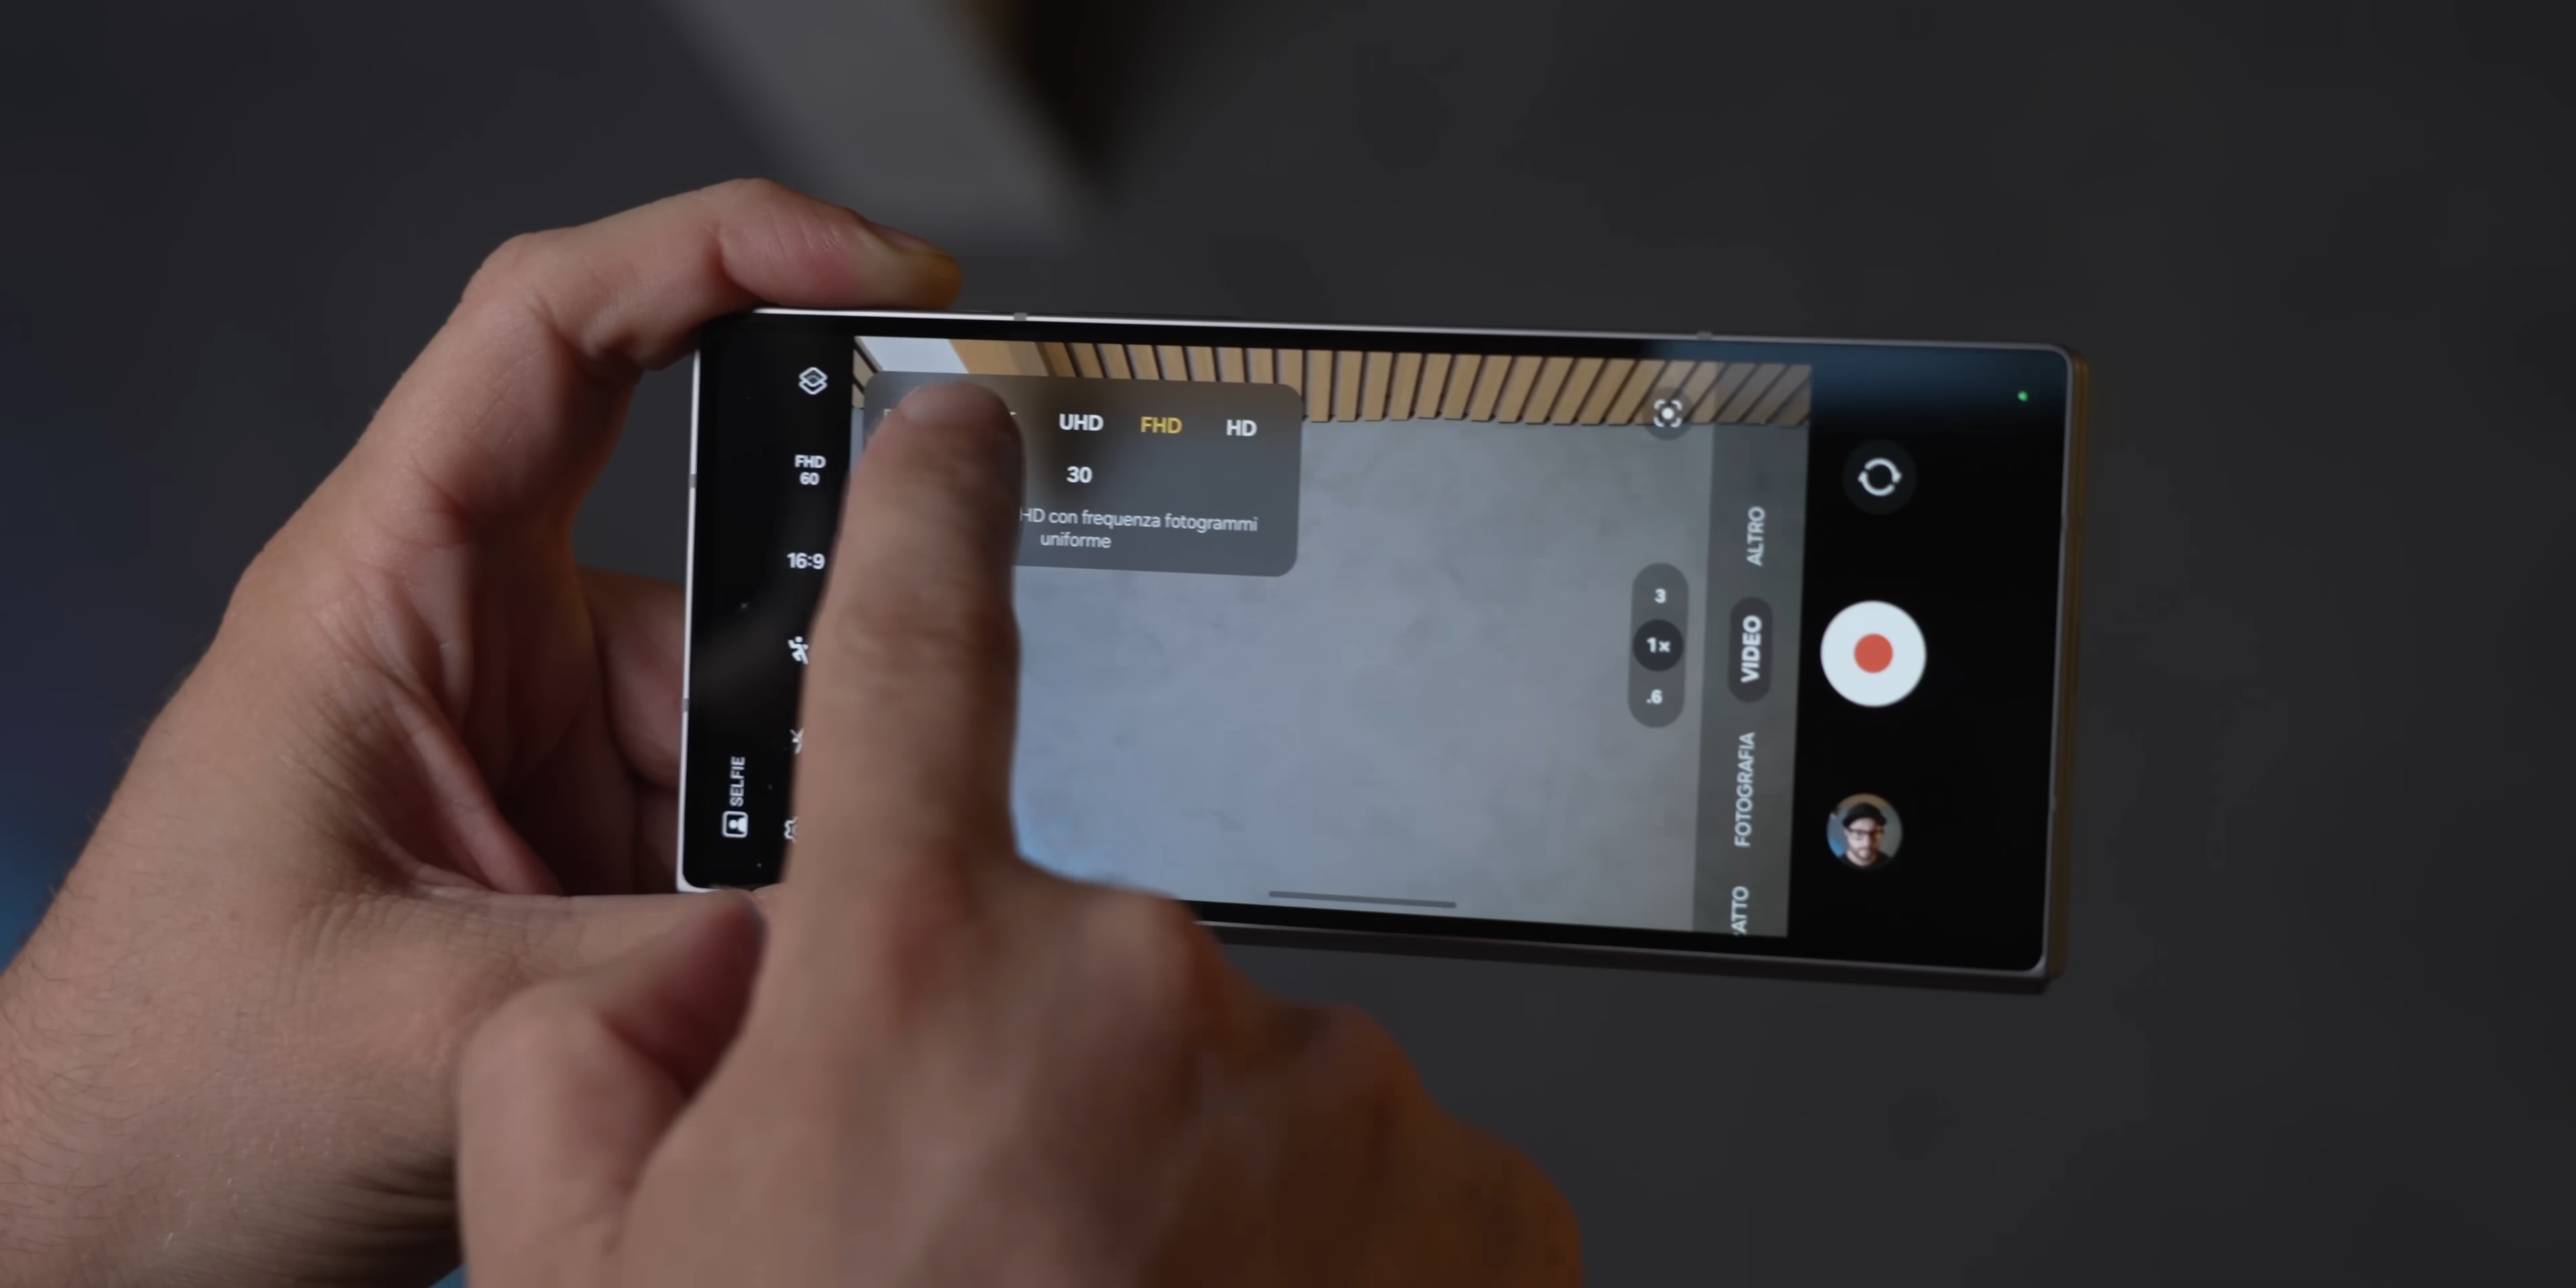 FHD
60
16:9
SELFIE
UHD FHD HD
30
HD con frequenza fotogrammi
uniforme
3
1x
.6
ALTRO
VIDEO
FOTOGRAFIA
ATTO